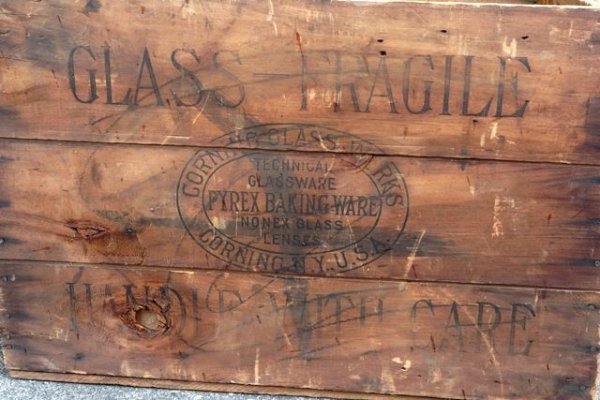 GLASS-FRAGILE
CORNING GLASS WORKS
TECHNICAL
GLASSWARE
PYREX BAKING WARE
NONEX GLASS
LENSES
CORNING N.Y., U.S.A.
HANDLE WITH CARE